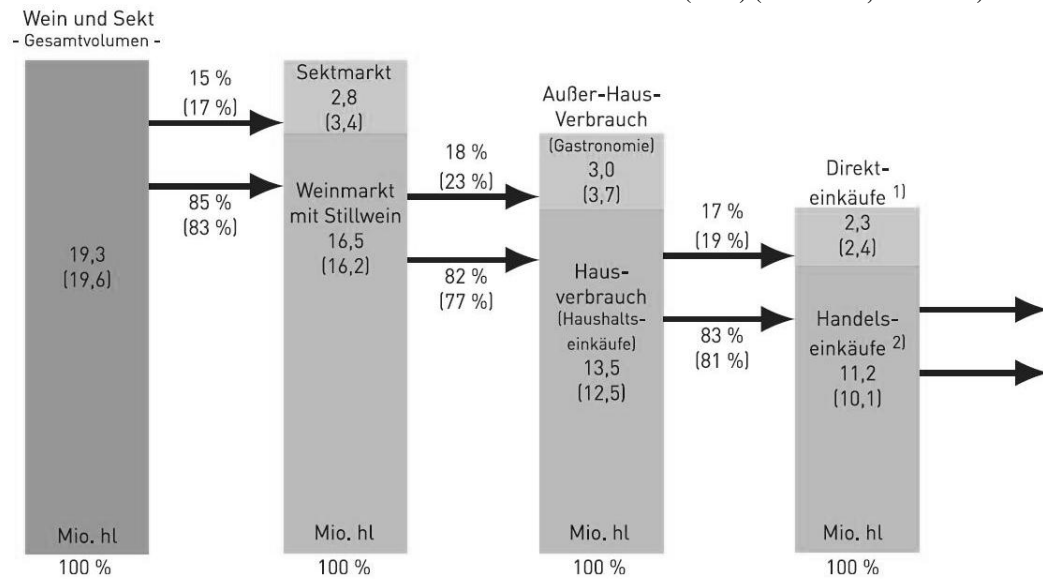 Wein und Sekt
- Gesamtvolumen -
19,3
(19,6)
Mio. hl
100 %
15 %
(17 %)
85 %
(83 %)
Sektmarkt
2,8
(3,4)
Weinmarkt
mit Stillwein
16,5
(16,2)
Mio. hl
100 %
18 %
(23 %)
82 %
(77 %)
Außer-Haus-
Verbrauch
(Gastronomie)
3,0
(3,7)
Haus-
verbrauch
(Haushalts-
einkäufe)
13,5
(12,5)
Mio. hl
100 %
17 %
(19 %)
83 %
(81 %)
Direkt-
einkäufe 1)
2,3
(2,4)
Handels-
einkäufe 2)
11,2
(10,1)
Mio. hl
100 %